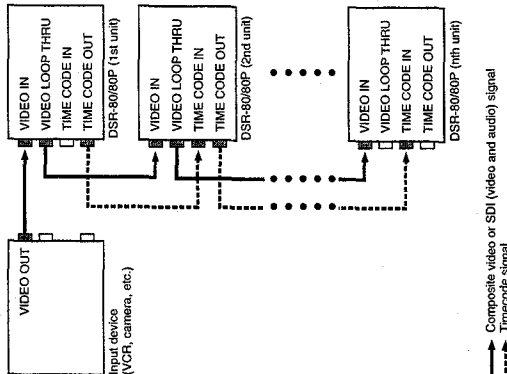 VIDEO OUT
Input device
(VCR, camera, etc.)
VIDEO IN
VIDEO LOOP THRU
TIME CODE IN
TIME CODE OUT
DSR-80/80P (1st unit)
VIDEO IN
VIDEO LOOP THRU
TIME CODE IN
TIME CODE OUT
DSR-80/80P (2nd unit)
VIDEO IN
VIDEO LOOP THRU
TIME CODE IN
TIME CODE OUT
DSR-80/80P (nth unit)
Composite video or SDI (video and audio) signal
Timecode signal